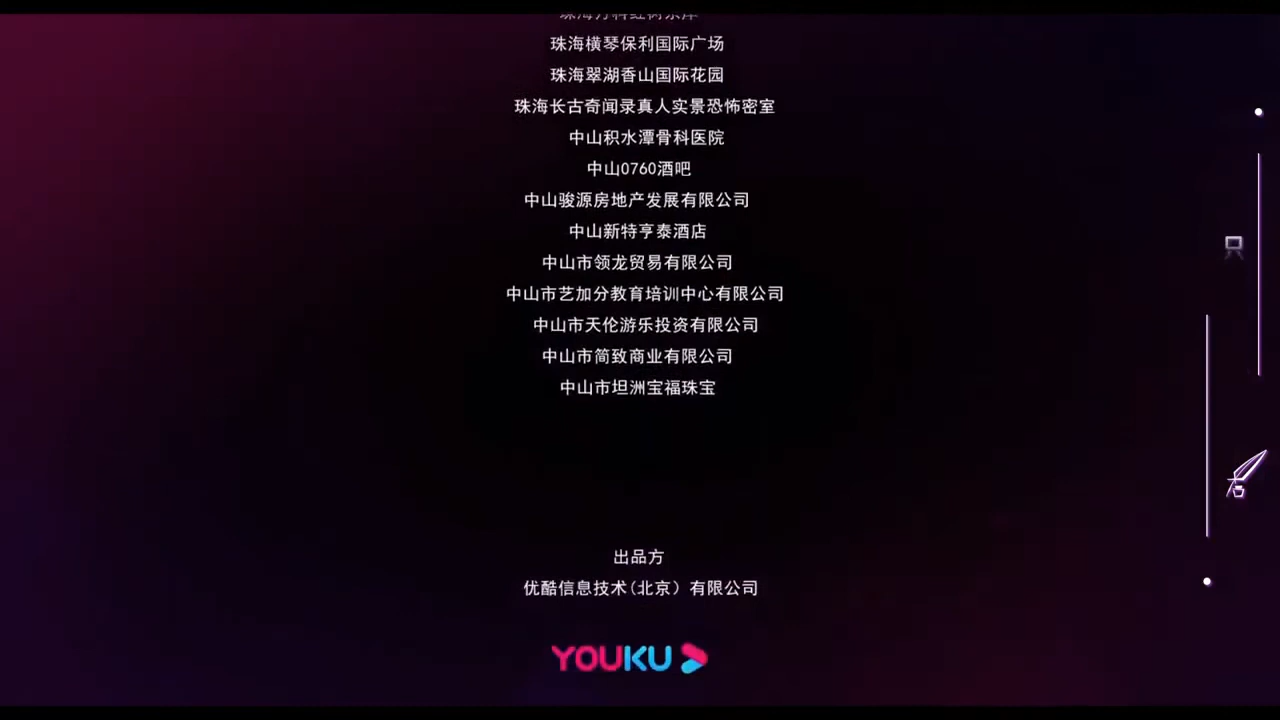 珠海横琴保利国际广场
珠海翠湖香山国际花园
珠海长古奇闻录真人实景恐怖密室
中山积水潭骨科医院
中山0760酒吧
中山骏源房地产发展有限公司
中山新特亨泰酒店
中山市领龙贸易有限公司
中山市艺加分教育培训中心有限公司
中山市天伦游乐投资有限公司
中山市简致商业有限公司
中山市坦洲宝福珠宝
出品方
优酷信息技术(北京）有限公司
YOUKU